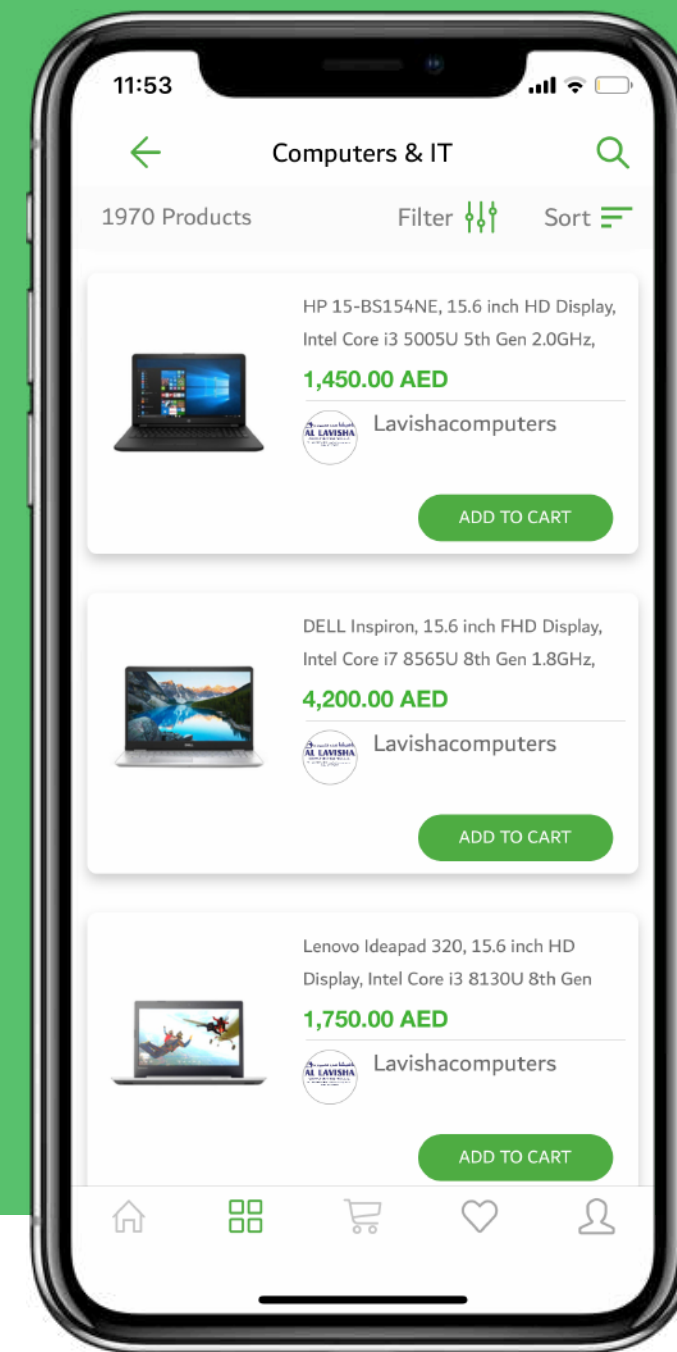 11:53
Computers & IT
1970 Products
Filter
Sort
HP 15-BS154NE, 15.6 inch HD Display,
Intel Core i3 5005U 5th Gen 2.0GHz,
1,450.00 AED
AL LAVISHA
Lavishacomputers
ADD TO CART
DELL Inspiron, 15.6 inch FHD Display,
Intel Core i7 8565U 8th Gen 1.8GHz,
4,200.00 AED
AL LAVISHA
Lavishacomputers
ADD TO CART
Lenovo Ideapad 320, 15.6 inch HD
Display, Intel Core i3 8130U 8th Gen
1,750.00 AED
AL LAVISHA
Lavishacomputers
ADD TO CART